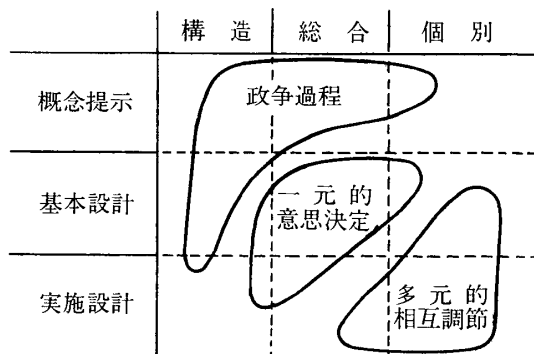 構造 総合 個別
概念提示 政争過程
基本設計 一元的
意思決定
実施設計 多元的
相互調節